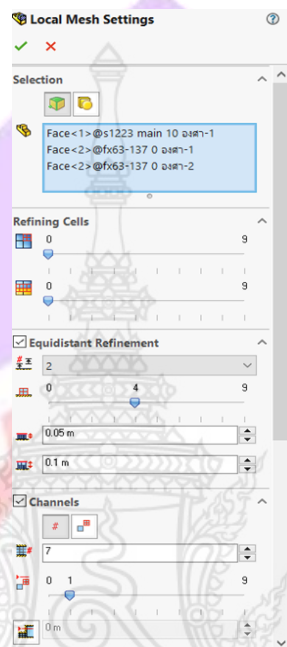 Local Mesh Settings
Selection
Face<1>@s1223 main 10 องศา-1
Face<2>@fx63-137 0 องศา-1
Face<2>@fx63-137 0 องศา-2
Refining Cells
0 9
0 9
Equidistant Refinement
2
0 4 9
0.05 m
0.1 m
Channels
7
0 1 9
0 m